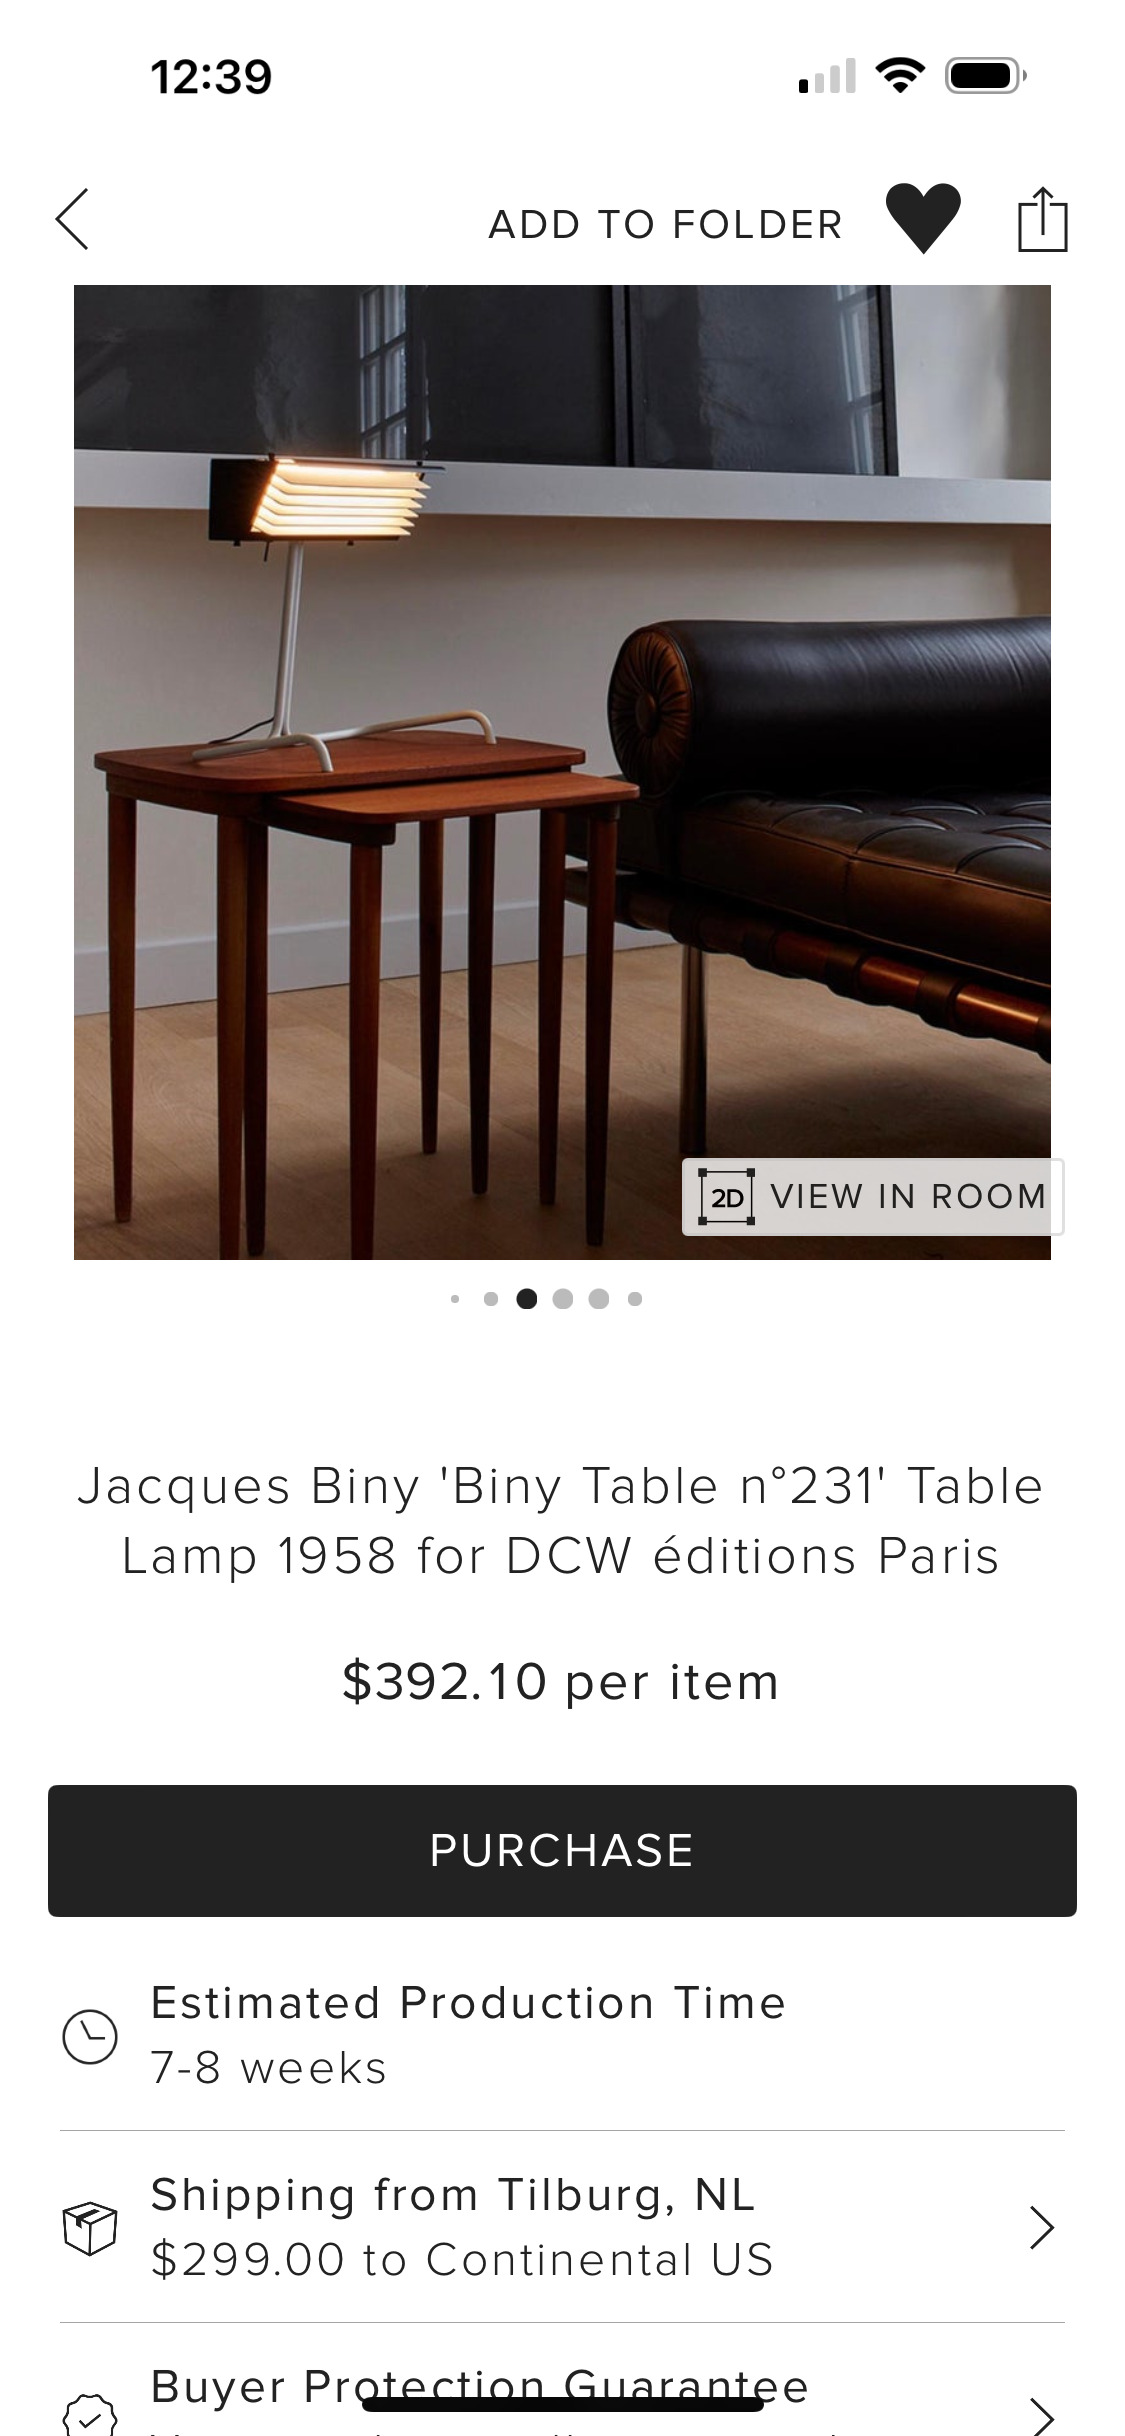 12:39
ADD TO FOLDER
2D VIEW IN ROOM
Jacques Biny 'Biny Table n°231' Table
Lamp 1958 for DCW éditions Paris
$392.10 per item
PURCHASE
Estimated Production Time
7-8 weeks
Shipping from Tilburg, NL
$299.00 to Continental US
Buyer Protection Guarantee